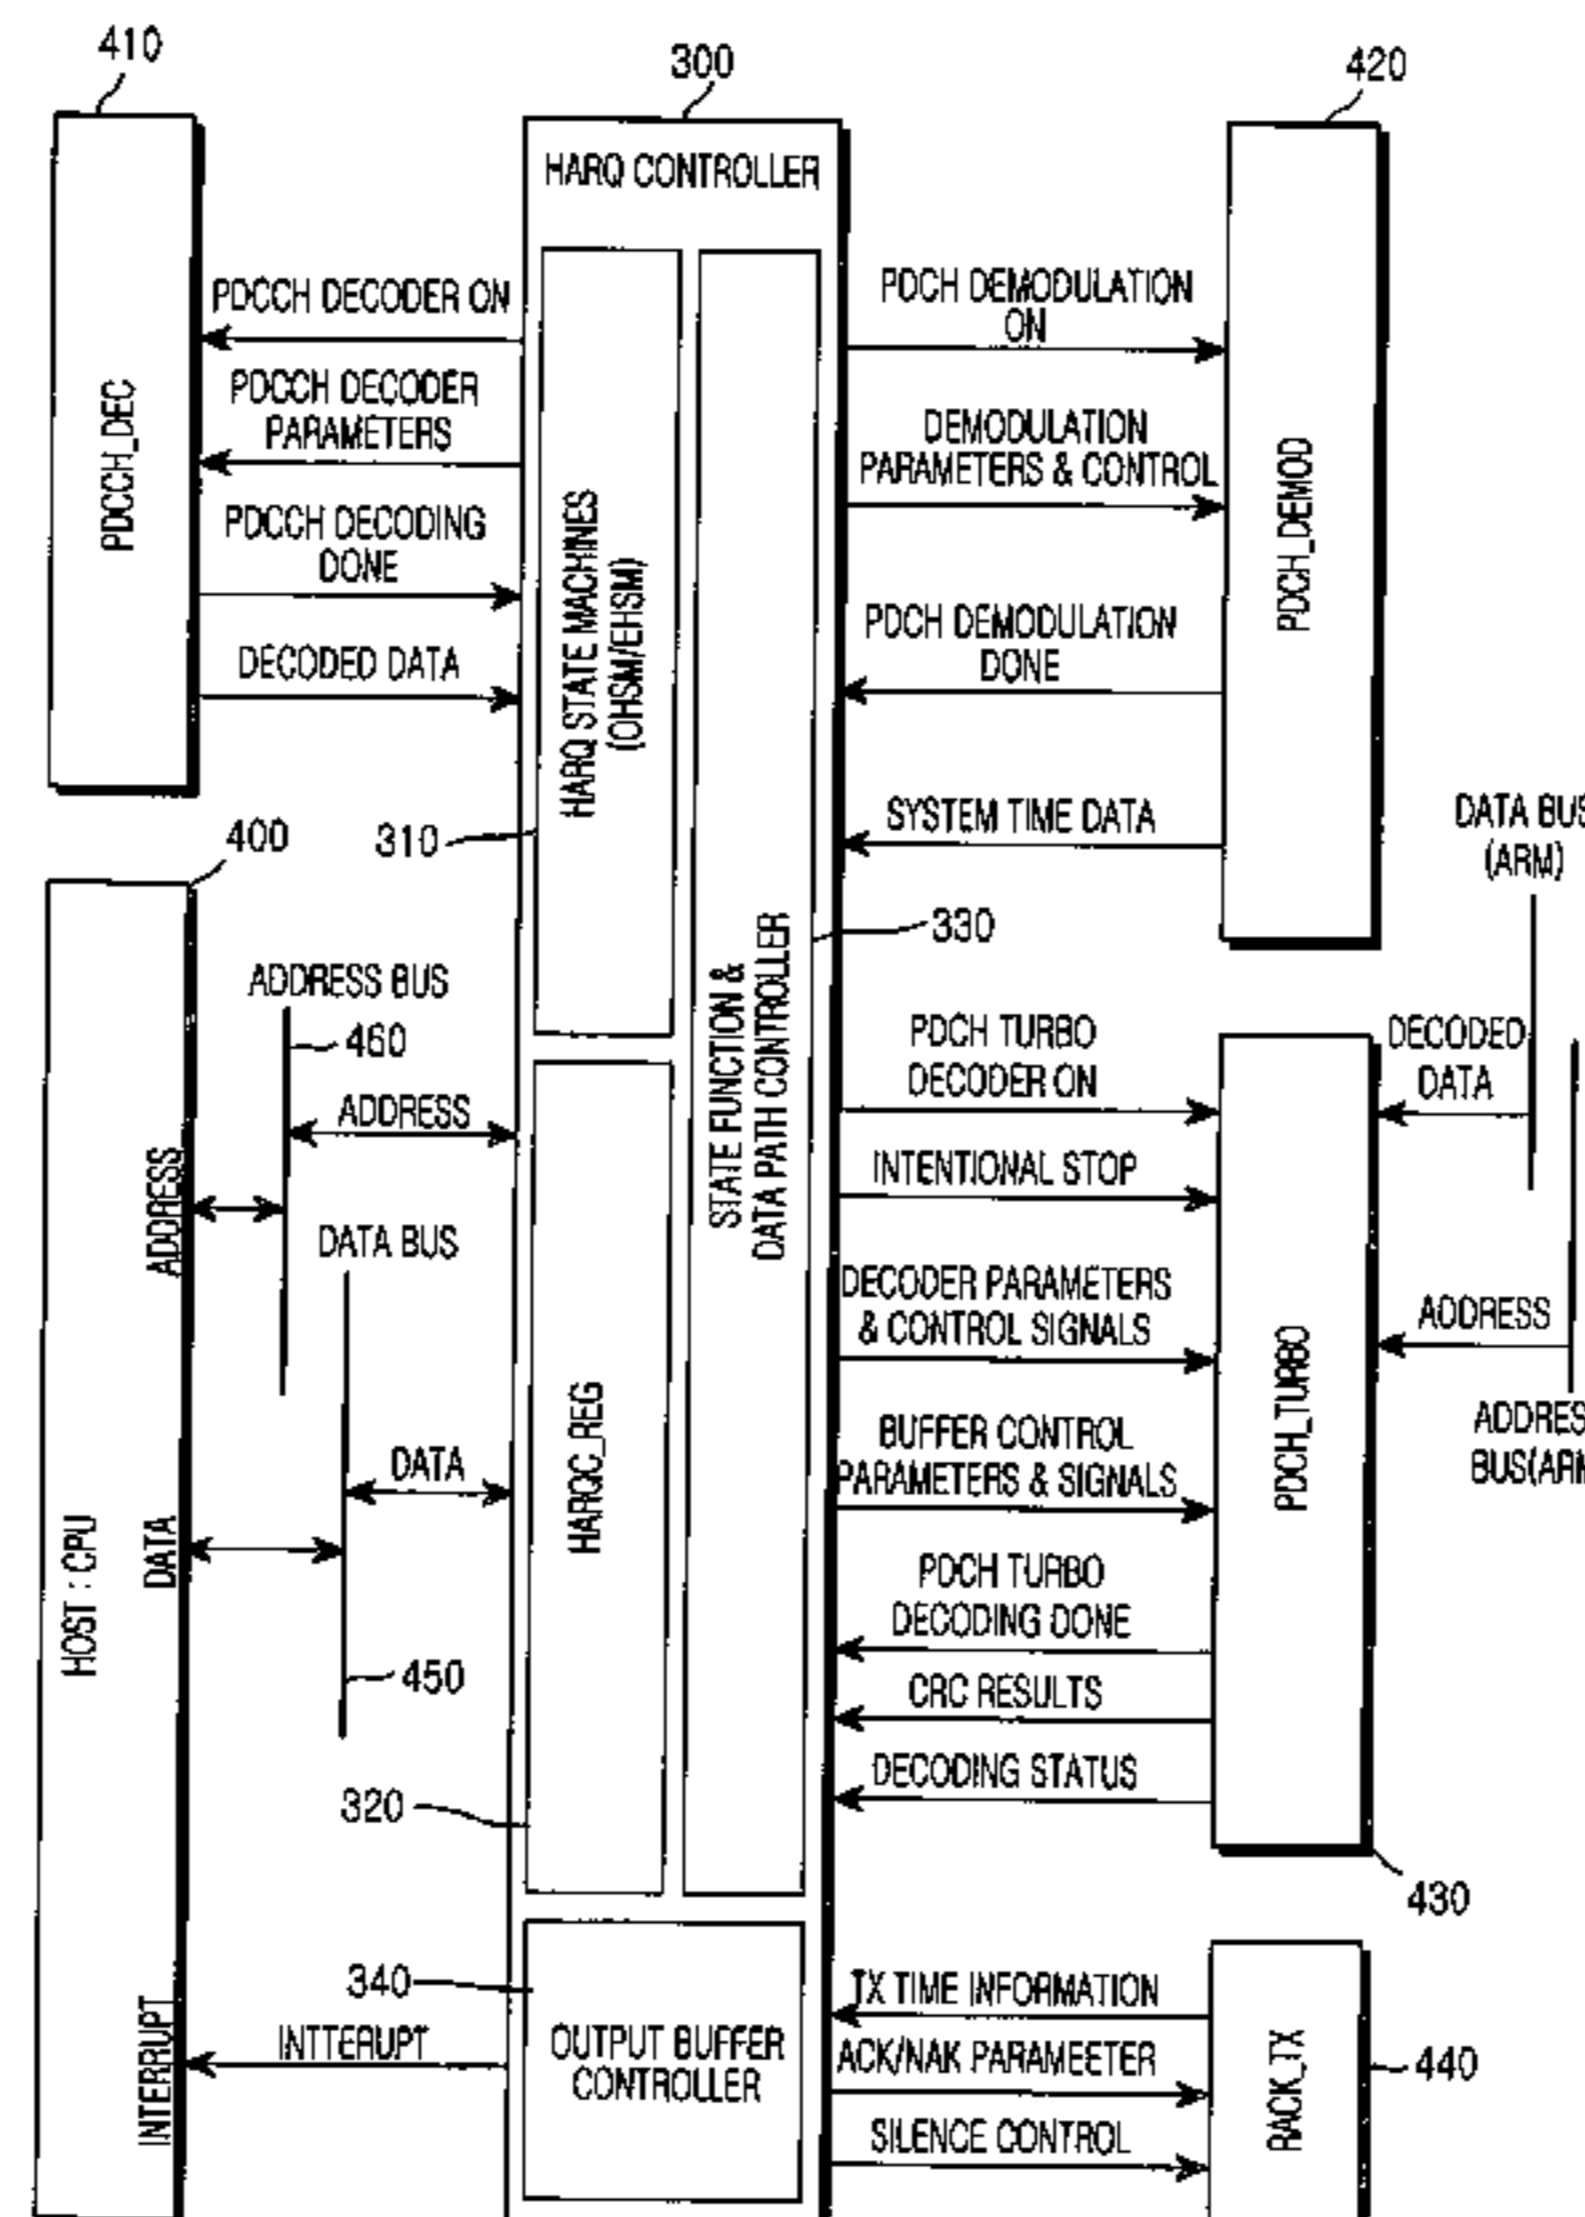 410
300
420
HARQ CONTROLLER
PDCCH DECODER ON
PDCCH DECODER
PARAMETERS
PDCCH DECODING
DONE
DECODED DATA
PDCCH_DEC
HARQ STATE MACHINES
(OHSM/EHSM)
310
PDCH DEMODULATION
ON
DEMODULATION
PARAMETERS & CONTROL
PDCH DEMODULATION
DONE
SYSTEM TIME DATA
PDCH_DEMOD
DATA BUS
(ARM)
400
330
STATE FUNCTION &
DATA PATH CONTROLLER
ADDRESS BUS
460
ADDRESS
ADDRESS
DATA BUS
DATA
DATA
HOST : CPU
450
HARQC_REG
320
PDCH TURBO
DECODER ON
INTENTIONAL STOP
DECODER PARAMETERS
& CONTROL SIGNALS
BUFFER CONTROL
PARAMETERS & SIGNALS
PDCH TURBO
DECODING DONE
CRC RESULTS
DECODING STATUS
PDCH_TURBO
DECODED
DATA
ADDRESS
ADDRES
BUS(ARM
430
340
OUTPUT BUFFER
CONTROLLER
INTTERUPT
INTERRUPT
TX TIME INFORMATION
ACK/NAK PARAMEETER
SILENCE CONTROL
RACK_TX
440